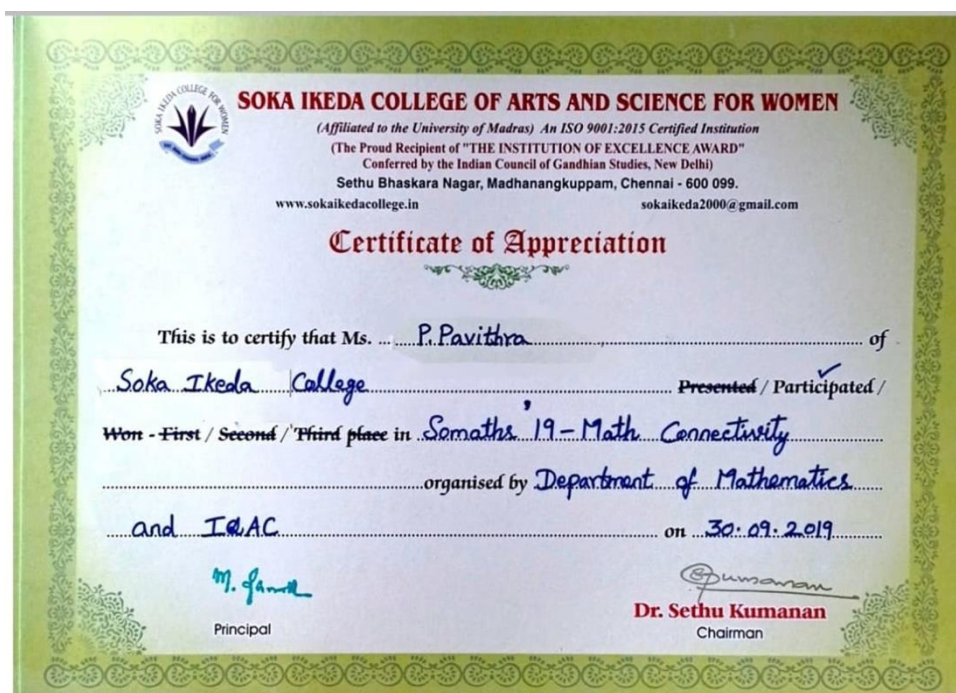 SOKA IKEDA COLLEGE FOR WOMEN
SOKA IKEDA COLLEGE OF ARTS AND SCIENCE FOR WOMEN
(Affiliated to the University of Madras) An ISO 9001:2015 Certified Institution
(The Proud Recipient of "THE INSTITUTION OF EXCELLENCE AWARD"
Conferred by the Indian Council of Gandhian Studies, New Delhi)
Sethu Bhaskara Nagar, Madhanangkuppam, Chennai - 600 099.
www.sokaikedacollege.in sokaikeda2000@gmail.com
Certificate of Appreciation
This is to certify that Ms. P. Pavithra of
Soka Ikeda College Presented / Participated /
Won - First / Second / Third place in Somaths '19 - Math Connectivity
organised by Department of Mathematics
and IQAC on 30.09.2019
Principal
Dr. Sethu Kumanan
Chairman